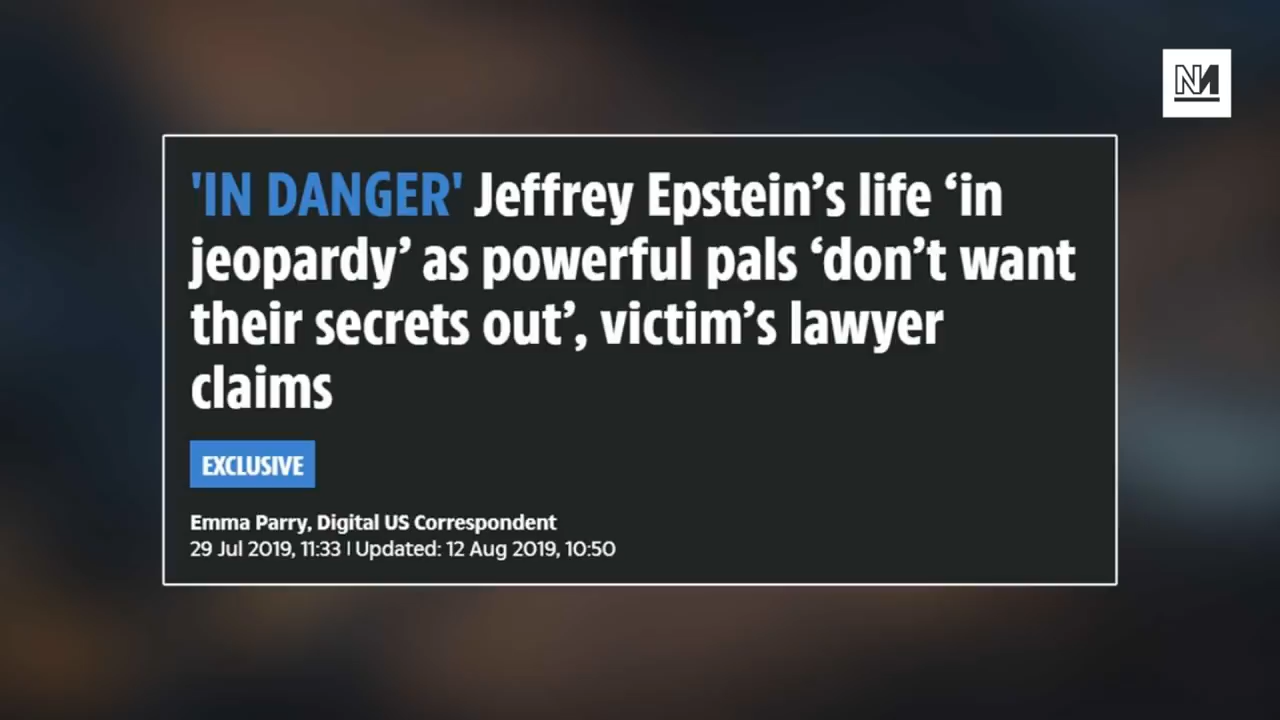 NM
'IN DANGER' Jeffrey Epstein’s life ‘in
jeopardy’ as powerful pals ‘don’t want
their secrets out’, victim’s lawyer
claims
EXCLUSIVE
Emma Parry, Digital US Correspondent
29 Jul 2019, 11:33 | Updated: 12 Aug 2019, 10:50